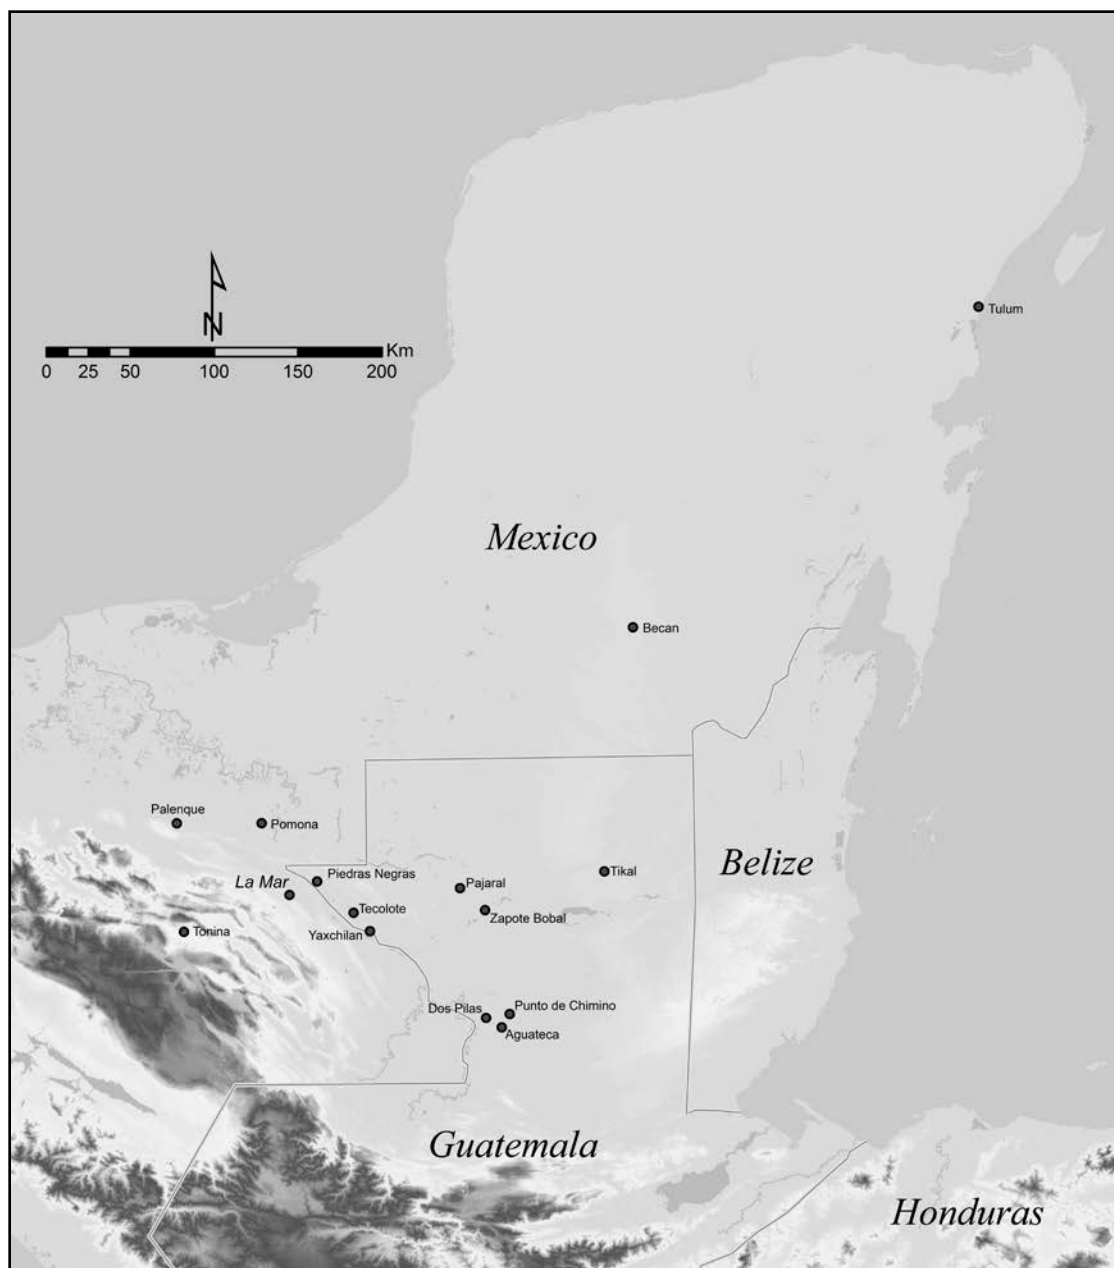 Tulum
N
Km
0 25 50 100 150 200
Mexico
Becan
Palenque
Pomona
Belize
Tikal
Piedras Negras
La Mar
Pajaral
Tecolote
Zapote Bobal
Tonina
Yaxchilan
Dos Pilas
Punto de Chimino
Aguateca
Guatemala
Honduras